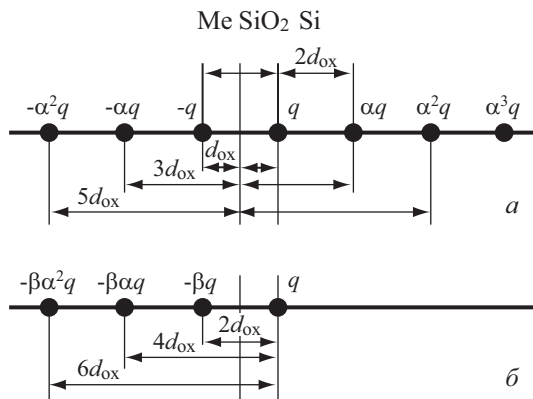 Me SiO₂ Si
2d_ox
-α²q -αq -q q αq α²q α³q
d_ox
3d_ox
5d_ox
а
-βα²q -βαq -βq q
2d_ox
4d_ox
6d_ox
б